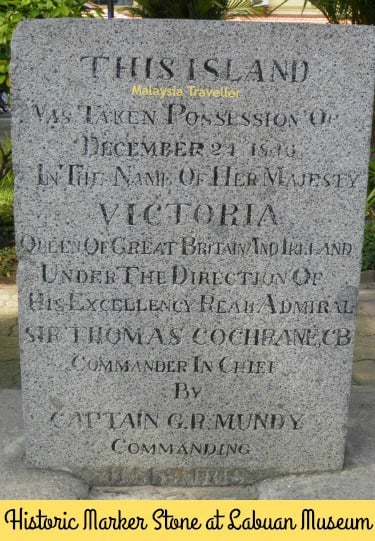 THIS ISLAND
Malaysia Traveller
WAS TAKEN POSSESSION OF
DECEMBER 24 1846
IN THE NAME OF HER MAJESTY
VICTORIA
QUEEN OF GREAT BRITAIN AND IRELAND
UNDER THE DIRECTION OF
HIS EXCELLENCY REAR ADMIRAL
SIR THOMAS COCHRANE, CB
COMMANDER IN CHIEF
BY
CAPTAIN G.R. MUNDY
COMMANDING
H.M.S. IRIS
Historic Marker Stone at Labuan Museum